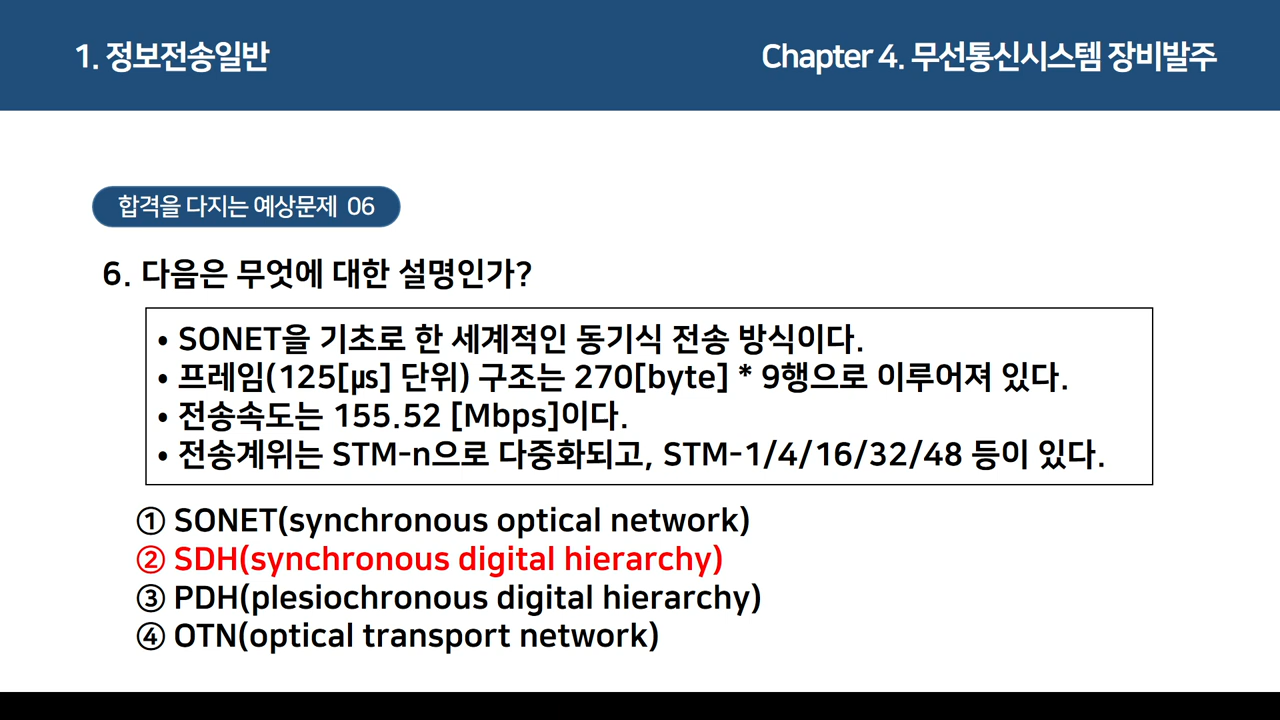 1. 정보전송일반
Chapter 4. 무선통신시스템 장비발주
합격을 다지는 예상문제 06
6. 다음은 무엇에 대한 설명인가?
• SONET을 기초로 한 세계적인 동기식 전송 방식이다.
• 프레임(125[μs] 단위) 구조는 270[byte] * 9행으로 이루어져 있다.
• 전송속도는 155.52 [Mbps]이다.
• 전송계위는 STM-n으로 다중화되고, STM-1/4/16/32/48 등이 있다.
① SONET(synchronous optical network)
② SDH(synchronous digital hierarchy)
③ PDH(plesiochronous digital hierarchy)
④ OTN(optical transport network)